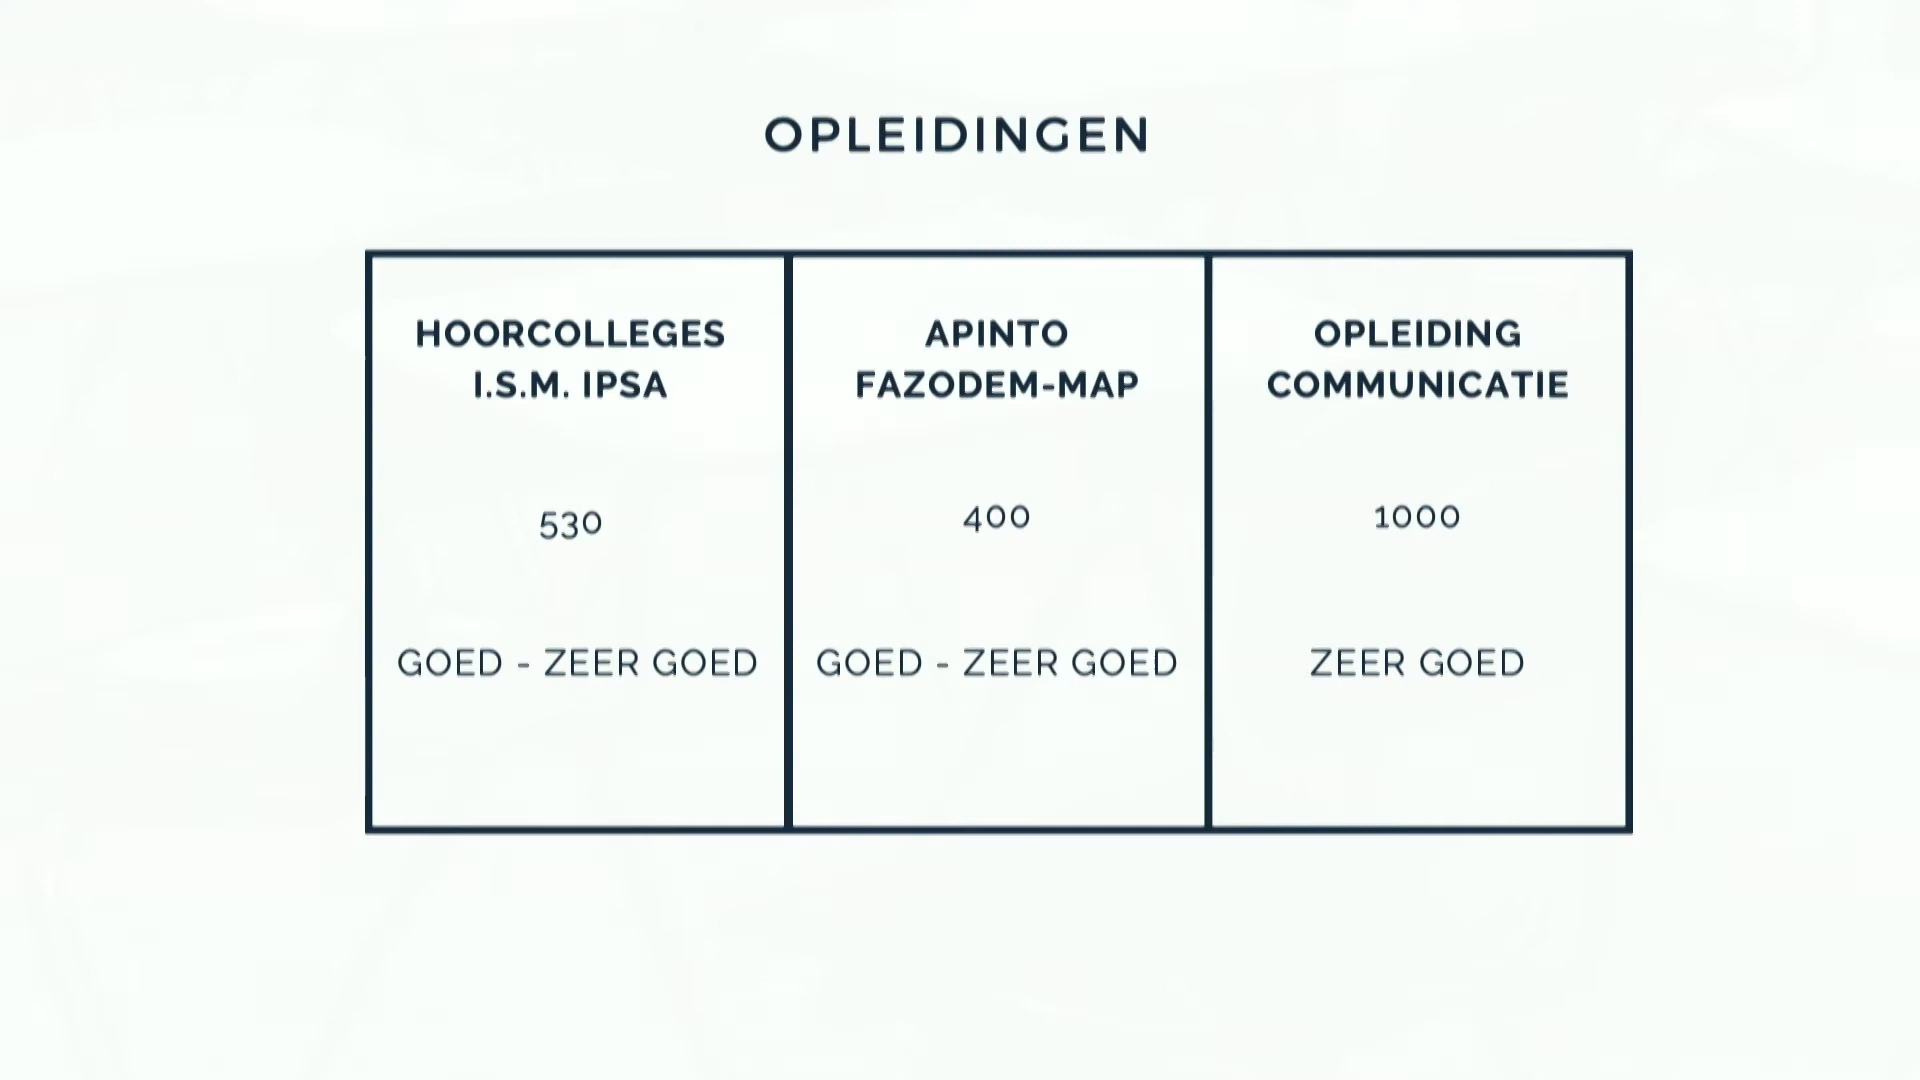 OPLEIDINGEN
HOORCOLLEGES
I.S.M. IPSA
530
GOED - ZEER GOED
APINTO
FAZODEM-MAP
400
GOED - ZEER GOED
OPLEIDING
COMMUNICATIE
1000
ZEER GOED